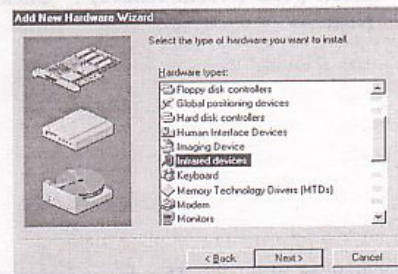 Add New Hardware Wizard
Select the type of hardware you want to install.
Hardware types:
Floppy disk controllers
Global positioning devices
Hard disk controllers
Human Interface Devices
Imaging Device
Infrared devices
Keyboard
Memory Technology Drivers (MTDs)
Modem
Monitors
< Back
Next >
Cancel